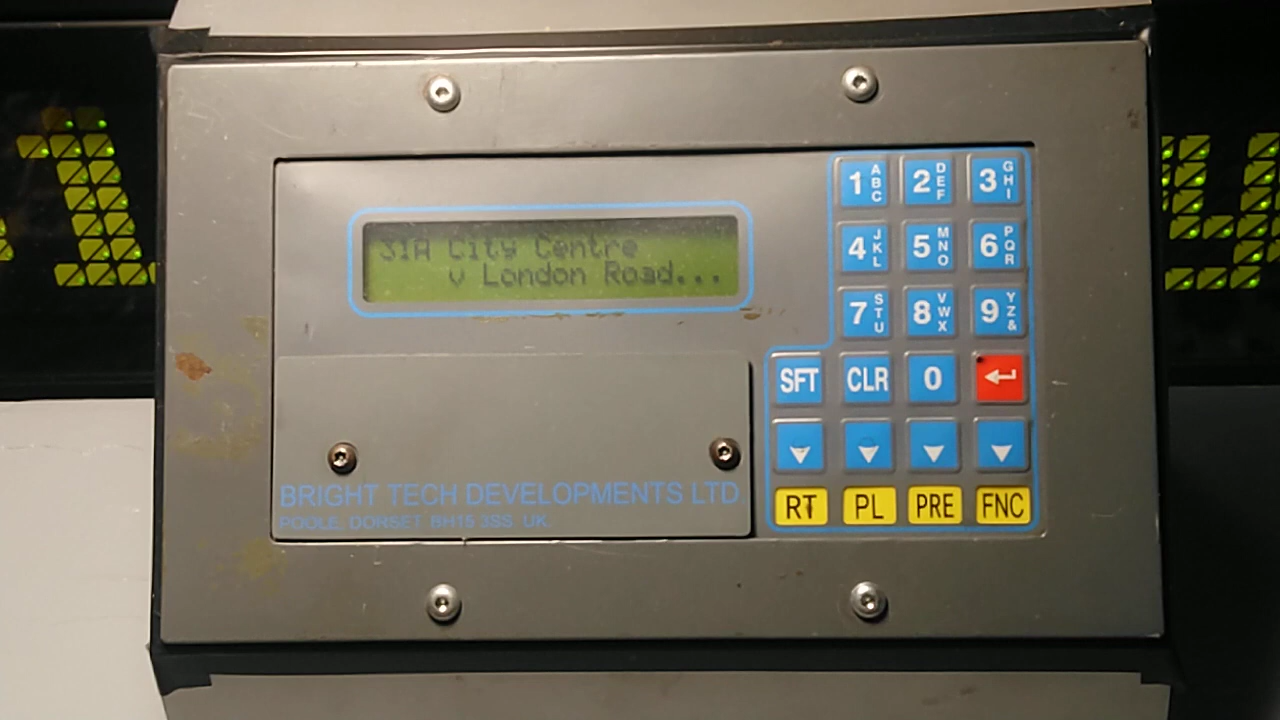 31A City Centre
v London Road...
1 ABC 2 DEF 3 GHI
4 JKL 5 MNO 6 PQR
7 STU 8 VWX 9 YZ&
SFT CLR 0
RT PL PRE FNC
BRIGHT TECH DEVELOPMENTS LTD
POOLE, DORSET BH15 3SS UK.